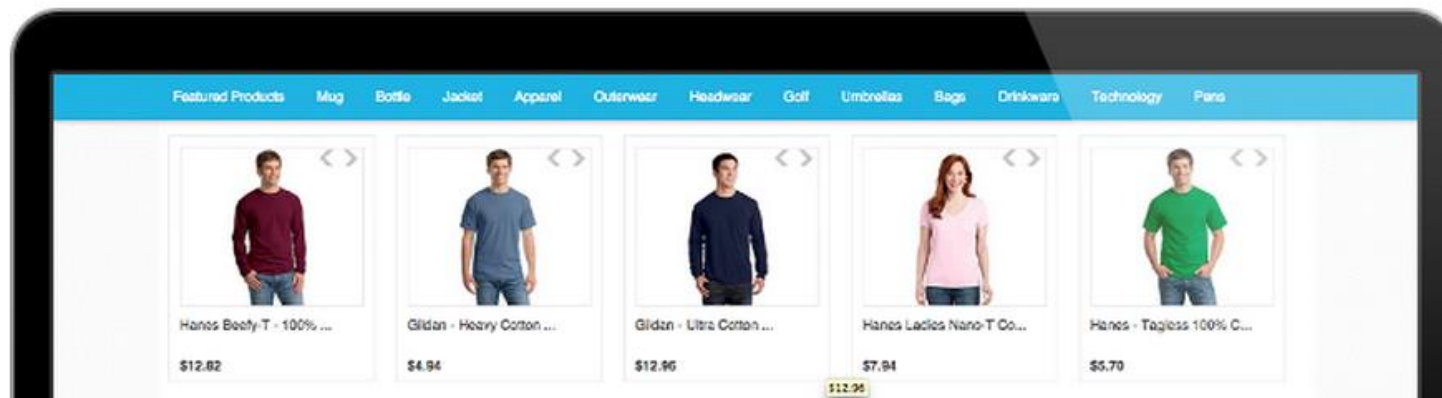 Featured Products Mug Bottle Jacket Apparel Outerwear Headwear Golf Umbrellas Bags Drinkware Technology Pens
Hanes Beefy-T - 100% ...
$12.82
Gildan - Heavy Cotton ...
$4.94
Gildan - Ultra Cotton ...
$12.96
Hanes Ladies Nano-T Co...
$7.94
Hanes - Tagless 100% C...
$5.70
$12.96